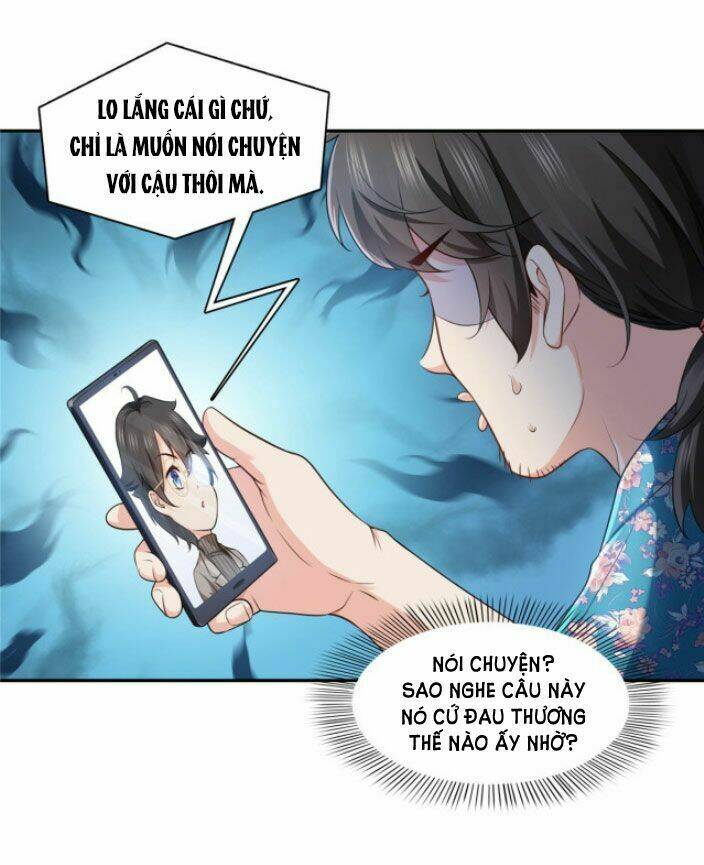 LO LẮNG CÁI GÌ CHỨ,
CHỈ LÀ MUỐN NÓI CHUYỆN
VỚI CẬU THÔI MÀ.
NÓI CHUYỆN?
SAO NGHE CÂU NÀY
NÓ CỨ ĐAU THƯƠNG
THẾ NÀO ẤY NHỜ?